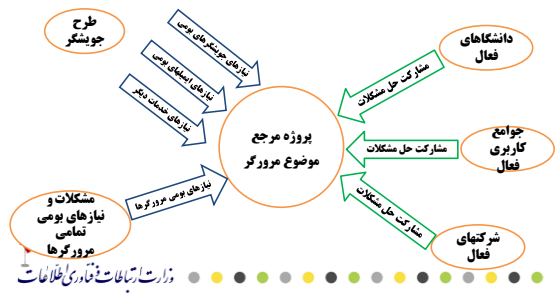 طرح
جویشگر
نیازهای جویشگرهای بومی
نیازهای ایمیلهای بومی
نیازهای خدمات دیگر
نیازهای بومی مرورگرها
مشکلات و
نیازهای بومی
تمامی
مرورگرها
پروژه مرجع
موضوع مرورگر
دانشگاهای
فعال
مشارکت حل مشکلات
جوامع
کاربری
فعال
مشارکت حل مشکلات
شرکتهای
فعال
مشارکت حل مشکلات
وزارت ارتباطات و فناوری اطلاعات